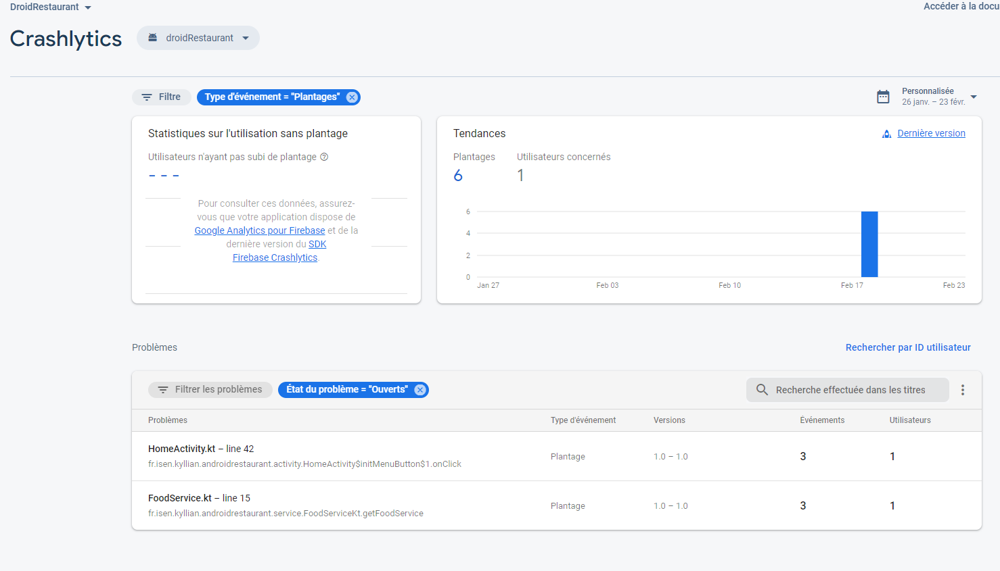 DroidRestaurant
Accéder à la docu
Crashlytics
droidRestaurant
Filtre
Type d'événement = "Plantages"
Personnalisée
26 janv. – 23 févr.
Statistiques sur l'utilisation sans plantage
Utilisateurs n'ayant pas subi de plantage
– – –
Pour consulter ces données, assurez-
vous que votre application dispose de
Google Analytics pour Firebase et de la
dernière version du SDK
Firebase Crashlytics.
Tendances
Dernière version
Plantages
Utilisateurs concernés
6
1
6
4
2
0
Jan 27
Feb 03
Feb 10
Feb 17
Feb 23
Problèmes
Rechercher par ID utilisateur
Filtrer les problèmes
État du problème = "Ouverts"
Recherche effectuée dans les titres
Problèmes
Type d'événement
Versions
Événements
Utilisateurs
HomeActivity.kt – line 42
fr.isen.kyllian.androidrestaurant.activity.HomeActivity$initMenuButton$1.onClick
Plantage
1.0 – 1.0
3
1
FoodService.kt – line 15
fr.isen.kyllian.androidrestaurant.service.FoodServiceKt.getFoodService
Plantage
1.0 – 1.0
3
1